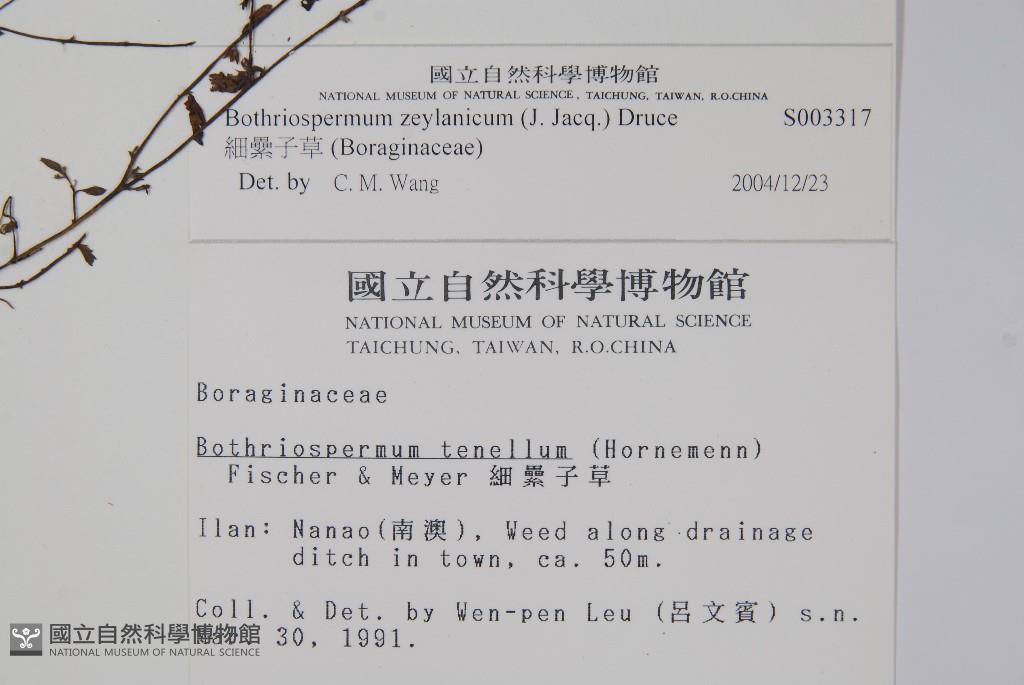 國立自然科學博物館
NATIONAL MUSEUM OF NATURAL SCIENCE, TAICHUNG, TAIWAN, R.O.CHINA
Bothriospermum zeylanicum (J. Jacq.) Druce S003317
細纍子草 (Boraginaceae)
Det. by C. M. Wang 2004/12/23
國立自然科學博物館
NATIONAL MUSEUM OF NATURAL SCIENCE
TAICHUNG, TAIWAN, R.O.CHINA
Boraginaceae
Bothriospermum tenellum (Hornemenn)
Fischer & Meyer 細纍子草
Ilan: Nanao(南澳), Weed along drainage
ditch in town, ca. 50m.
Coll. & Det. by Wen-pen Leu (呂文賓) s.n.
30, 1991.
國立自然科學博物館
NATIONAL MUSEUM OF NATURAL SCIENCE